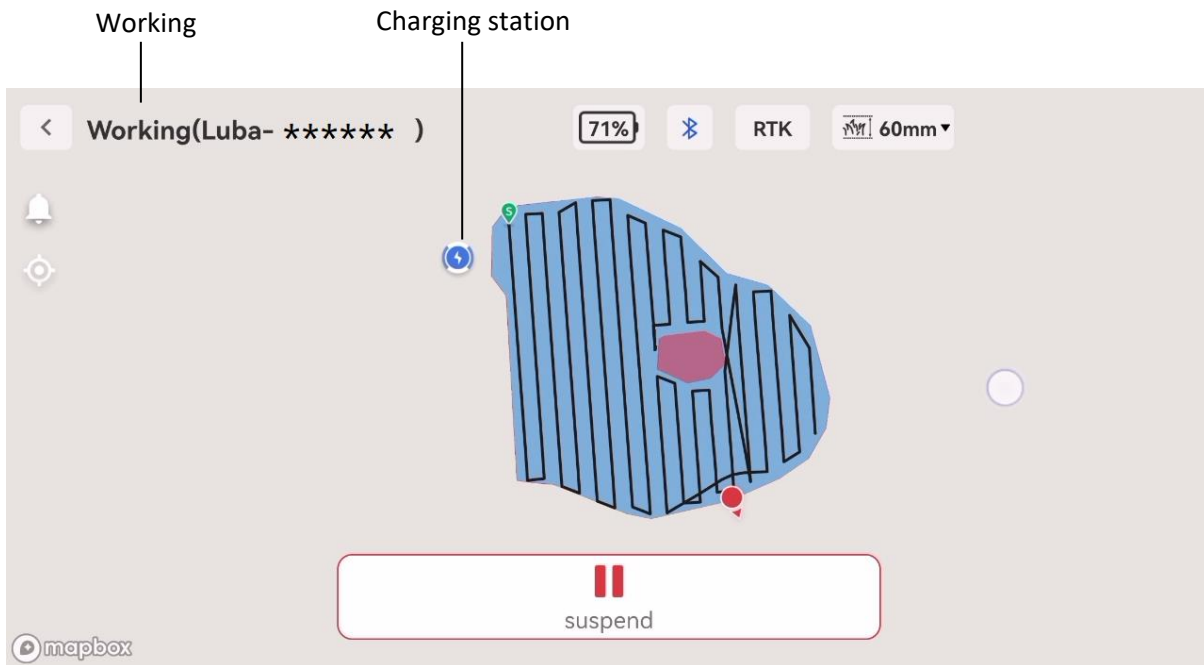 Working
Charging station
Working(Luba- ****** )
71%
RTK
60mm
S
suspend
mapbox